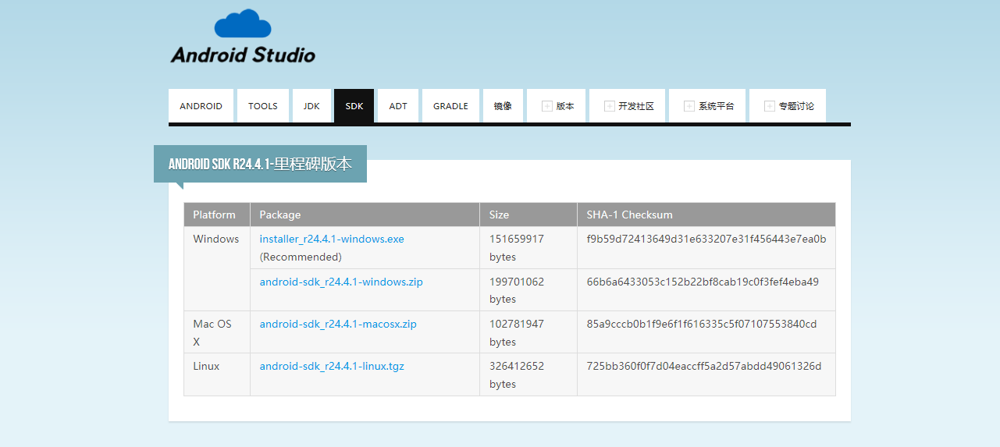 Android Studio
ANDROID TOOLS JDK SDK ADT GRADLE 镜像 版本 开发社区 系统平台 专题讨论
ANDROID SDK R24.4.1-里程碑版本
Platform Package Size SHA-1 Checksum
Windows installer_r24.4.1-windows.exe 151659917 f9b59d72413649d31e633207e31f456443e7ea0b
(Recommended) bytes
android-sdk_r24.4.1-windows.zip 199701062 66b6a6433053c152b22bf8cab19c0f3fef4eba49
bytes
Mac OS android-sdk_r24.4.1-macosx.zip 102781947 85a9cccb0b1f9e6f1f616335c5f07107553840cd
X bytes
Linux android-sdk_r24.4.1-linux.tgz 326412652 725bb360f0f7d04eaccff5a2d57abdd49061326d
bytes